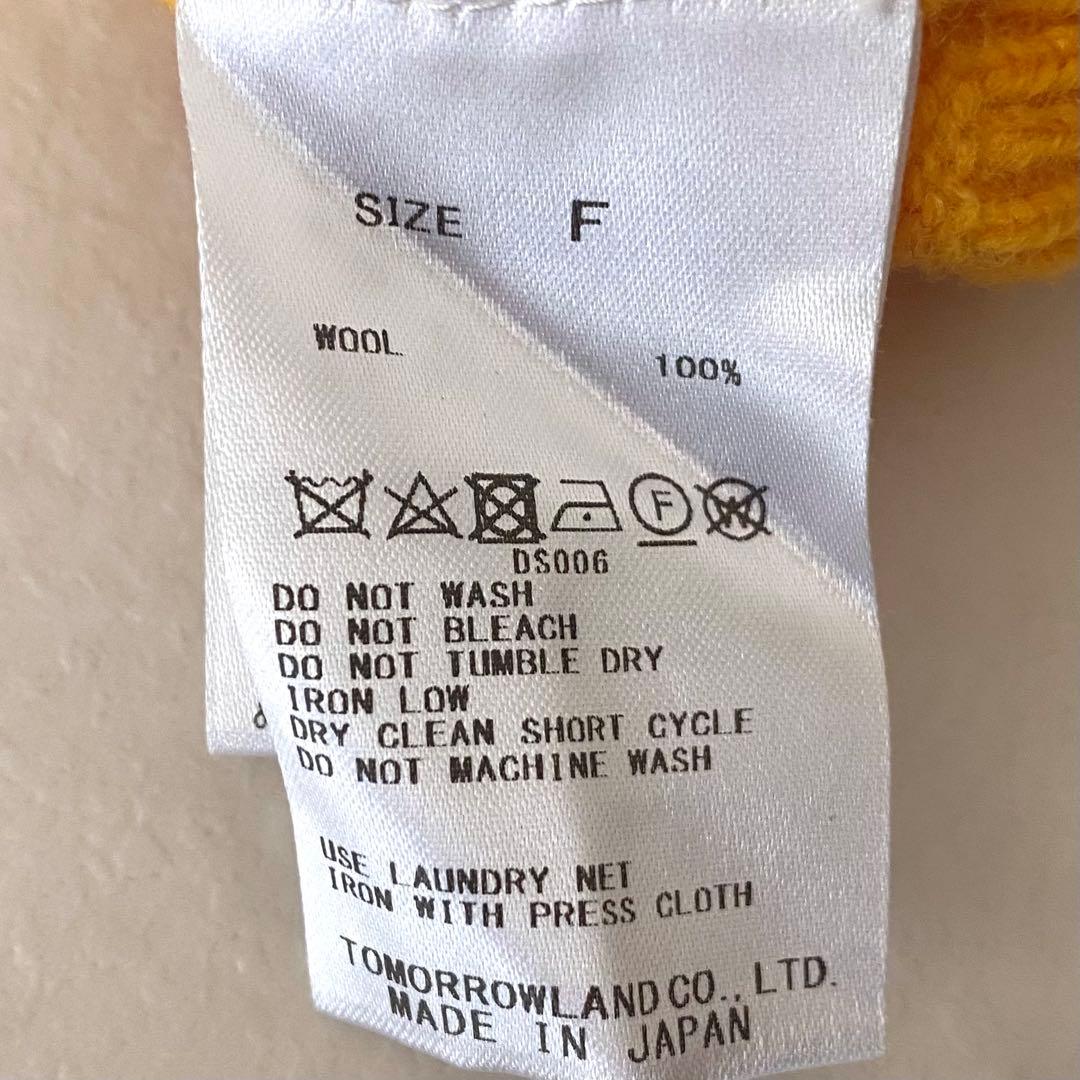 SIZE F
WOOL 100%
F W
DS006
DO NOT WASH
DO NOT BLEACH
DO NOT TUMBLE DRY
IRON LOW
DRY CLEAN SHORT CYCLE
DO NOT MACHINE WASH
USE LAUNDRY NET
IRON WITH PRESS CLOTH
TOMORROWLAND CO., LTD.
MADE IN JAPAN